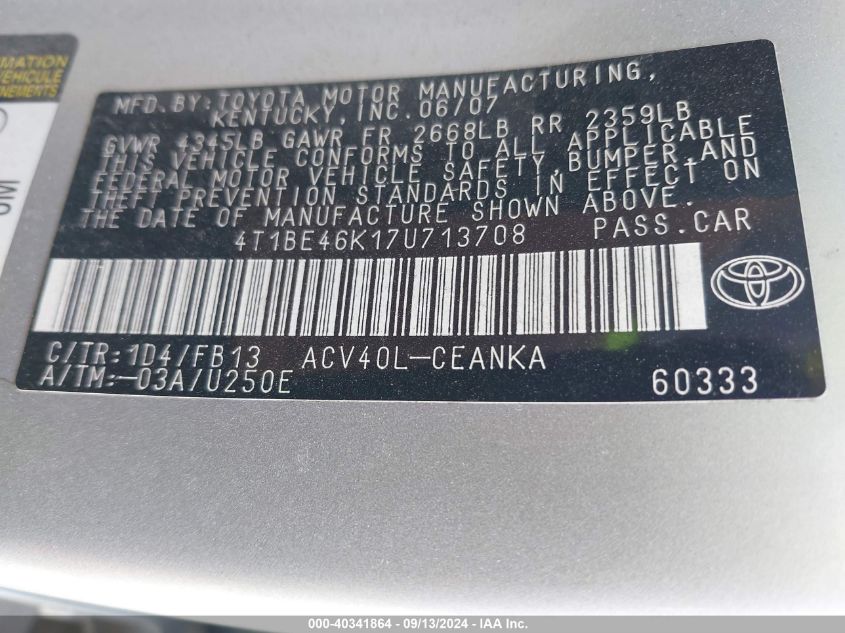 RMATION
VÉHICULE
NEMENTS
MFD. BY: TOYOTA MOTOR MANUFACTURING,
KENTUCKY, INC. 06/07
GVWR 4345LB GAWR FR 2668LB RR 2359LB
THIS VEHICLE CONFORMS TO ALL APPLICABLE
FEDERAL MOTOR VEHICLE SAFETY, BUMPER, AND
THEFT PREVENTION STANDARDS IN EFFECT ON
THE DATE OF MANUFACTURE SHOWN ABOVE.
4T1BE46K17U713708 PASS. CAR
C/TR: 1D4/FB13 ACV40L-CEANKA
A/TM: -03A/U250E 60333
000-40341864 - 09/13/2024 - IAA Inc.